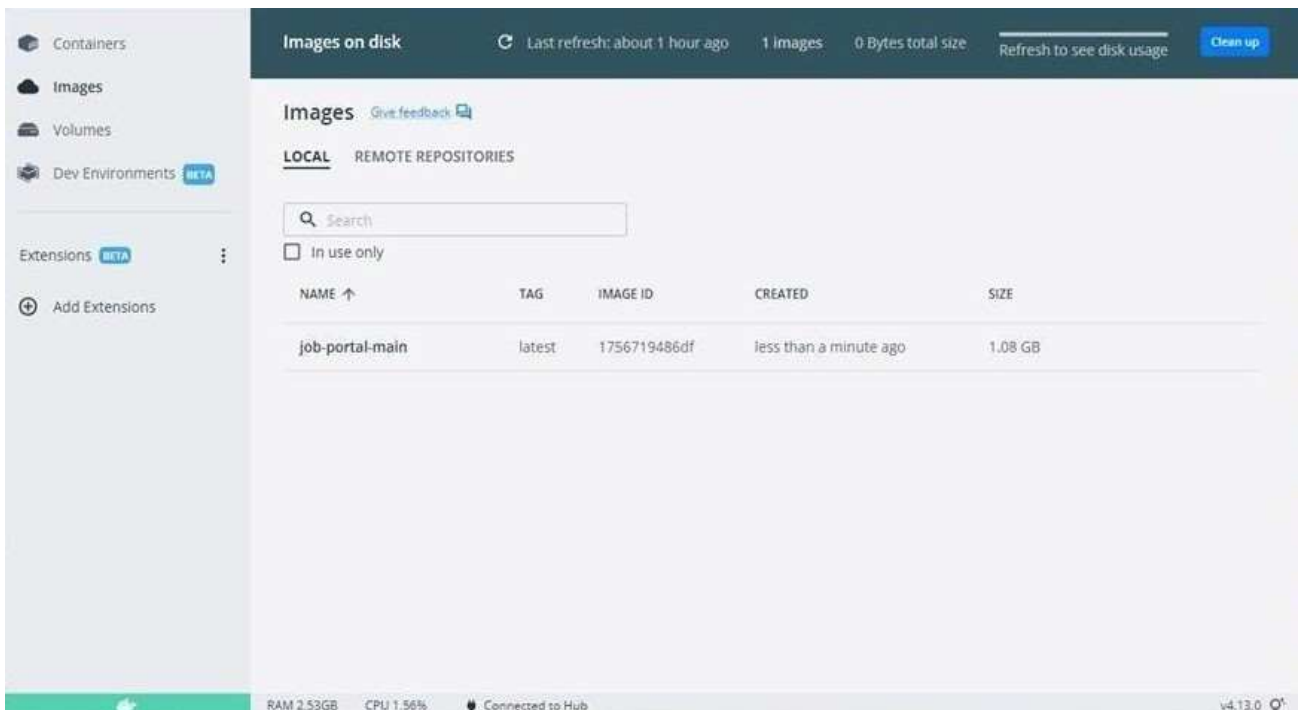 Containers
Images
Volumes
Dev Environments BETA
Extensions BETA
Add Extensions
Images on disk
Last refresh: about 1 hour ago
1 images
0 Bytes total size
Refresh to see disk usage
Clean up
Images Give feedback
LOCAL REMOTE REPOSITORIES
Search
In use only
NAME TAG IMAGE ID CREATED SIZE
job-portal-main latest 1756719486df less than a minute ago 1.08 GB
RAM 2.53GB CPU 1.56% Connected to Hub v4.13.0